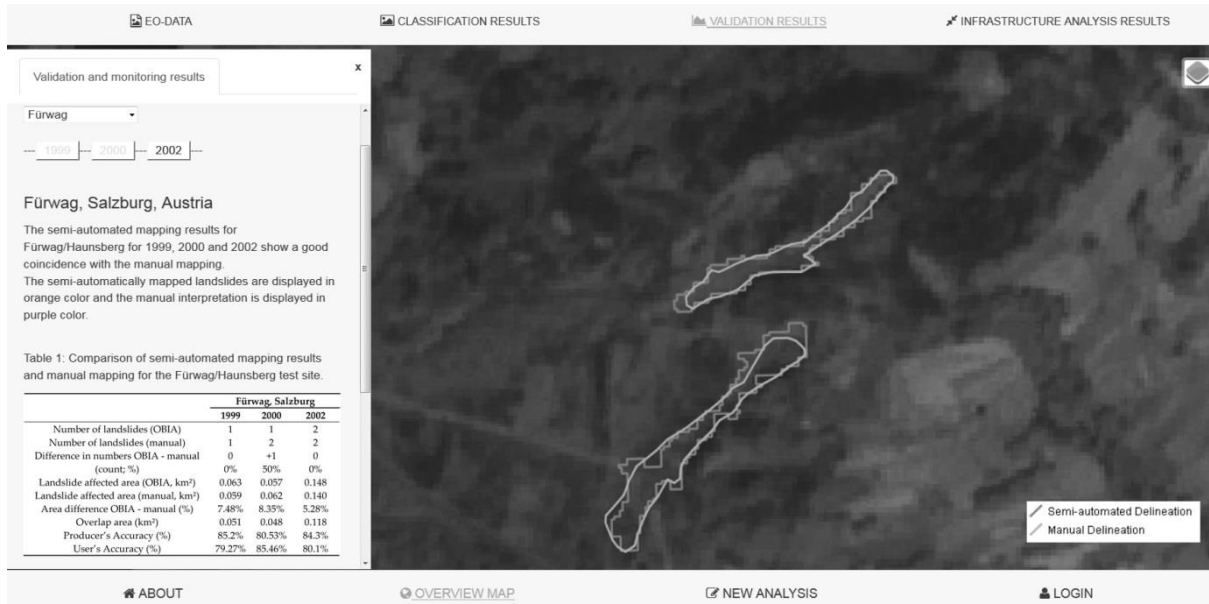 EO-DATA
CLASSIFICATION RESULTS
VALIDATION RESULTS
INFRASTRUCTURE ANALYSIS RESULTS
Validation and monitoring results
x
Fürwag
--- 1999 --- 2000 --- 2002 ---
Fürwag, Salzburg, Austria
The semi-automated mapping results for
Fürwag/Haunsberg for 1999, 2000 and 2002 show a good
coincidence with the manual mapping.
The semi-automatically mapped landslides are displayed in
orange color and the manual interpretation is displayed in
purple color.
Table 1: Comparison of semi-automated mapping results
and manual mapping for the Fürwag/Haunsberg test site.
Fürwag, Salzburg
1999 2000 2002
Number of landslides (OBIA) 1 1 2
Number of landslides (manual) 1 2 2
Difference in numbers OBIA - manual 0 +1 0
(count; %) 0% 50% 0%
Landslide affected area (OBIA, km²) 0.063 0.057 0.148
Landslide affected area (manual, km²) 0.059 0.062 0.140
Area difference OBIA - manual (%) 7.48% 8.35% 5.28%
Overlap area (km²) 0.051 0.048 0.118
Producer's Accuracy (%) 85.2% 80.53% 84.3%
User's Accuracy (%) 79.27% 85.46% 80.1%
Semi-automated Delineation
Manual Delineation
ABOUT
OVERVIEW MAP
NEW ANALYSIS
LOGIN